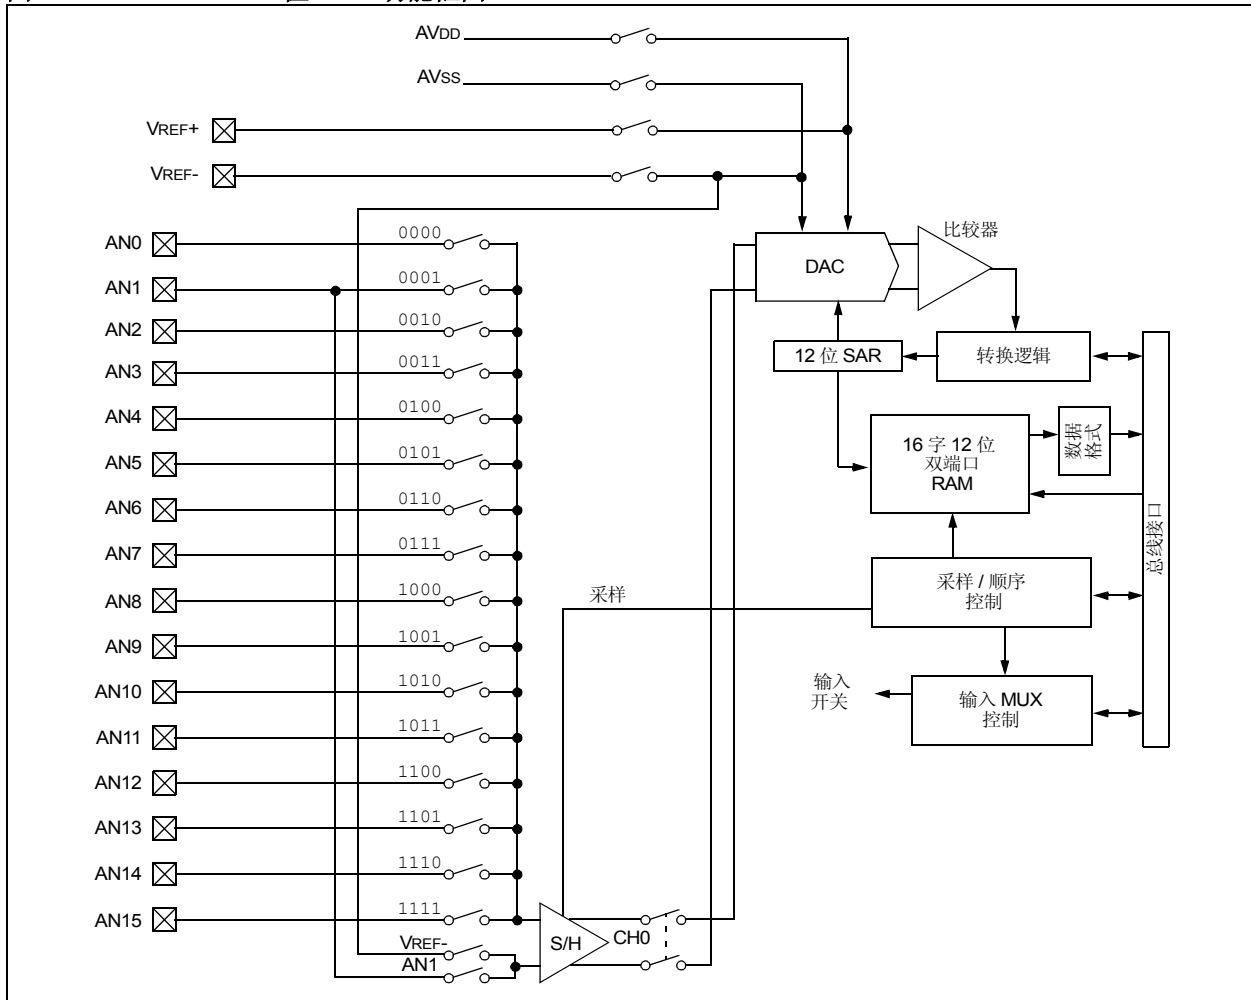 AVDD
AVSS
VREF+
VREF-
AN0 0000
AN1 0001
AN2 0010
AN3 0011
AN4 0100
AN5 0101
AN6 0110
AN7 0111
AN8 1000
AN9 1001
AN10 1010
AN11 1011
AN12 1100
AN13 1101
AN14 1110
AN15 1111
VREF-
AN1
S/H
CH0
采样
DAC
比较器
12 位 SAR
转换逻辑
16 字 12 位
双端口
RAM
数据
格式
采样 / 顺序
控制
输入
开关
输入 MUX
控制
总线接口